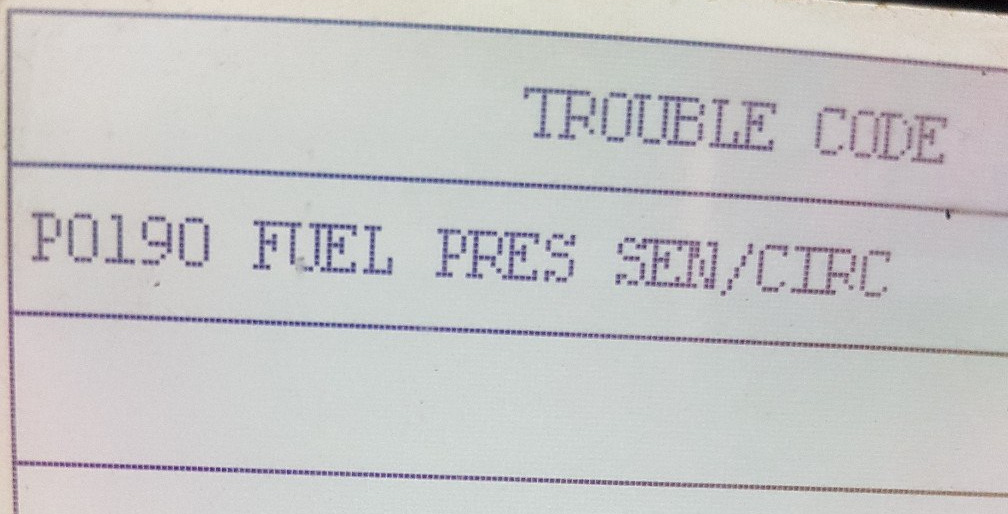 TROUBLE CODE
P0190 FUEL PRES SEN/CIRC